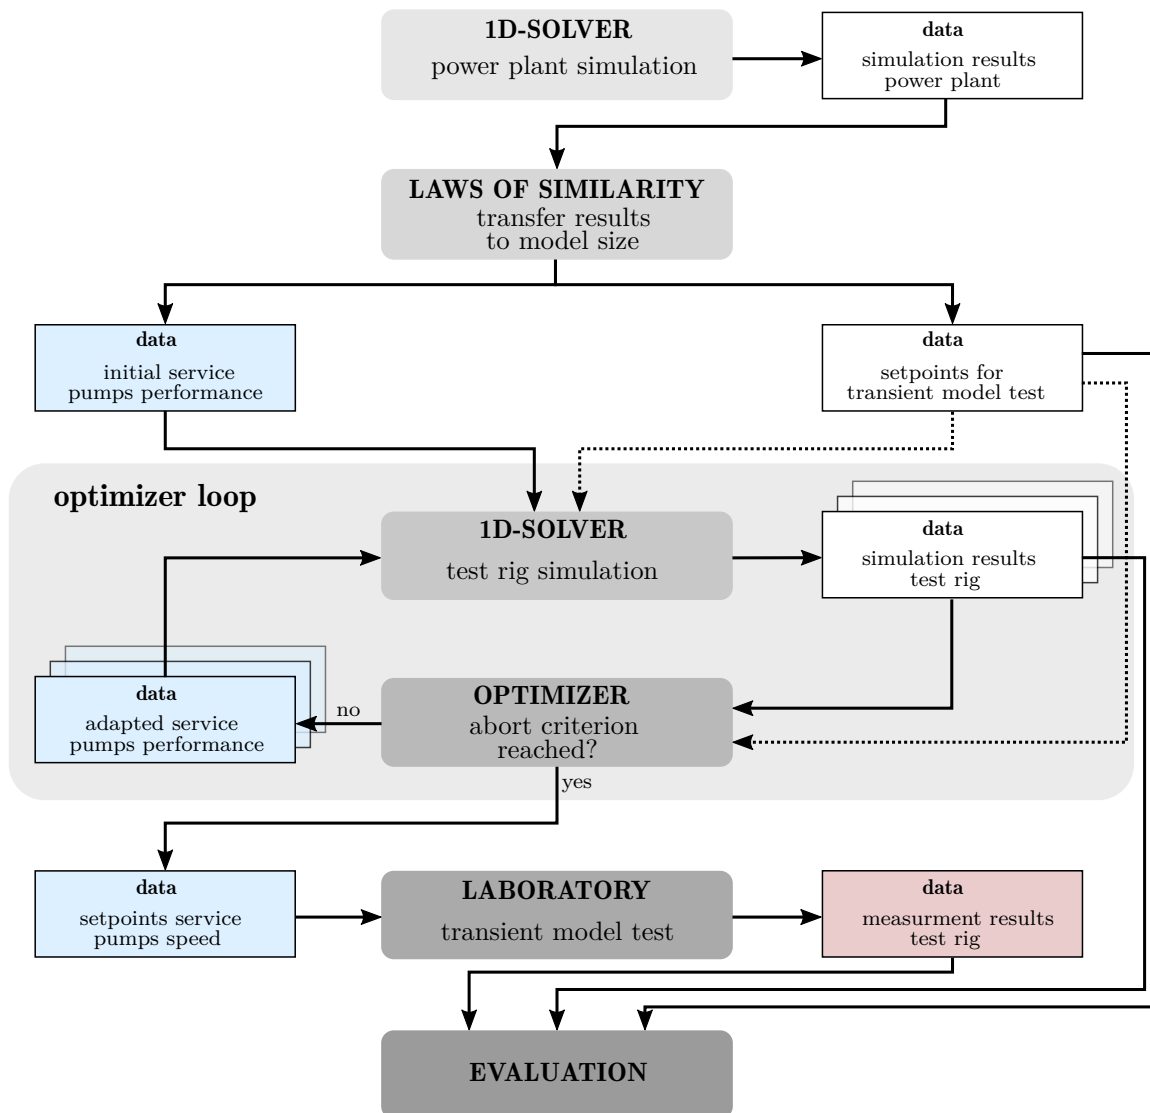 1D-SOLVER
power plant simulation
data
simulation results
power plant
LAWS OF SIMILARITY
transfer results
to model size
data
initial service
pumps performance
data
setpoints for
transient model test
optimizer loop
1D-SOLVER
test rig simulation
data
simulation results
test rig
data
adapted service
pumps performance
no
OPTIMIZER
abort criterion
reached?
yes
data
setpoints service
pumps speed
LABORATORY
transient model test
data
measurment results
test rig
EVALUATION